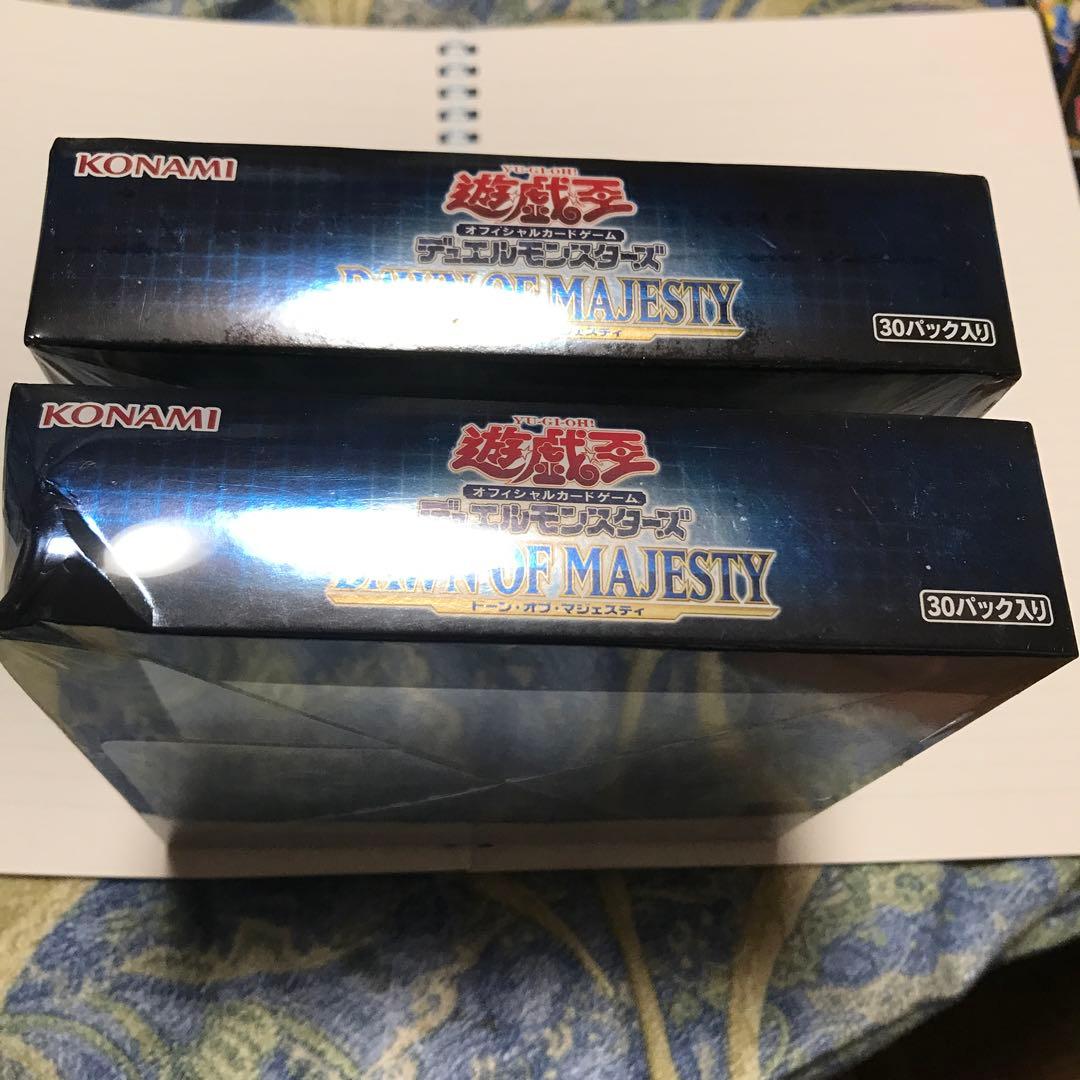 KONAMI
YU-GI-OH!
遊戯王
オフィシャルカードゲーム
デュエルモンスターズ
DAWN OF MAJESTY
30パック入り
KONAMI
YU-GI-OH!
遊戯王
オフィシャルカードゲーム
デュエルモンスターズ
DAWN OF MAJESTY
ドーン・オブ・マジェスティ
30パック入り